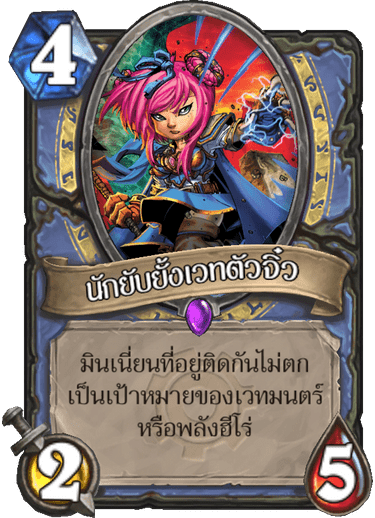 4
นักยับยั้งเวทตัวจิ๋ว
มินเนี่ยนที่อยู่ติดกันไม่ตก
เป็นเป้าหมายของเวทมนตร์
หรือพลังฮีโร่
2
5